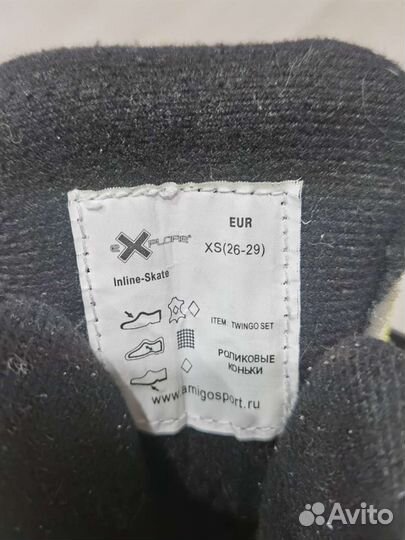 eXPLORE®
Inline-Skate
EUR
XS(26-29)
ITEM: TWINGO SET
РОЛИКОВЫЕ
КОНЬКИ
www.amigosport.ru
Avito